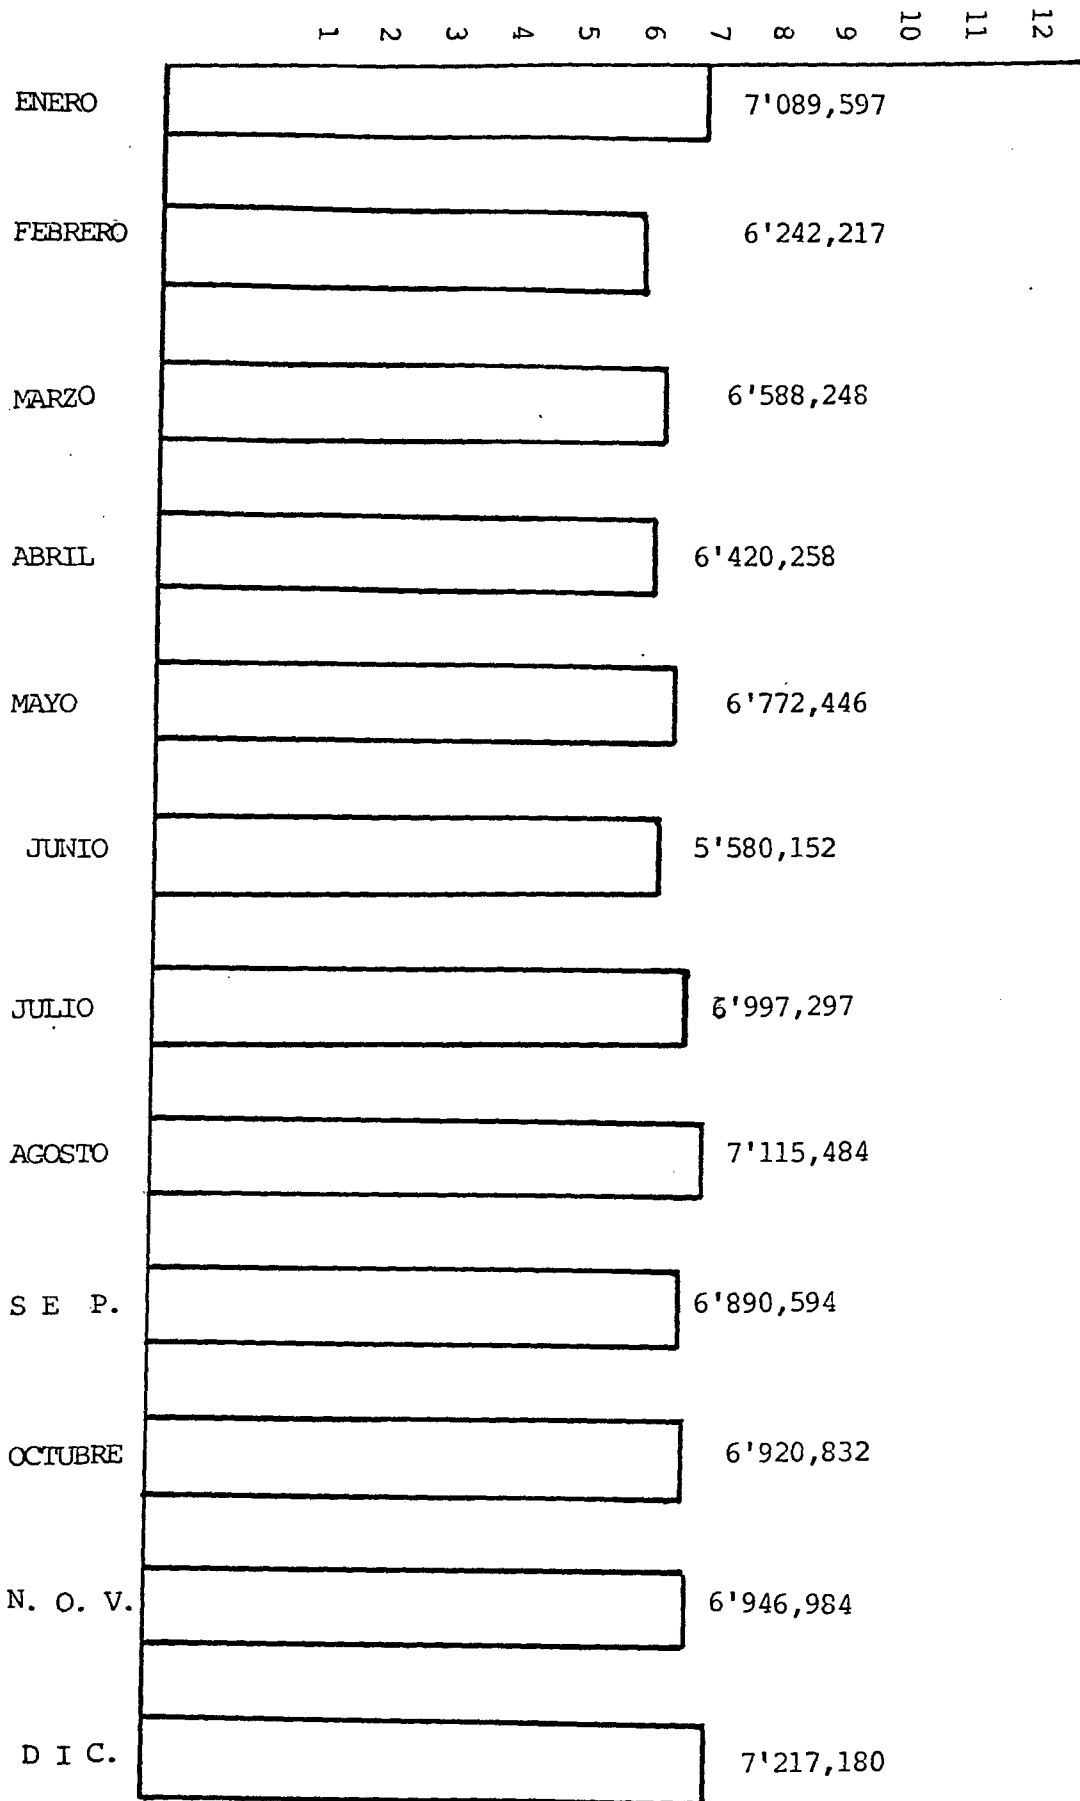 1 2 3 4 5 6 7 8 9 10 11 12
ENERO 7'089,597
FEBRERO 6'242,217
MARZO 6'588,248
ABRIL 6'420,258
MAYO 6'772,446
JUNIO 5'580,152
JULIO 6'997,297
AGOSTO 7'115,484
S E P. 6'890,594
OCTUBRE 6'920,832
N. O. V. 6'946,984
D I C. 7'217,180